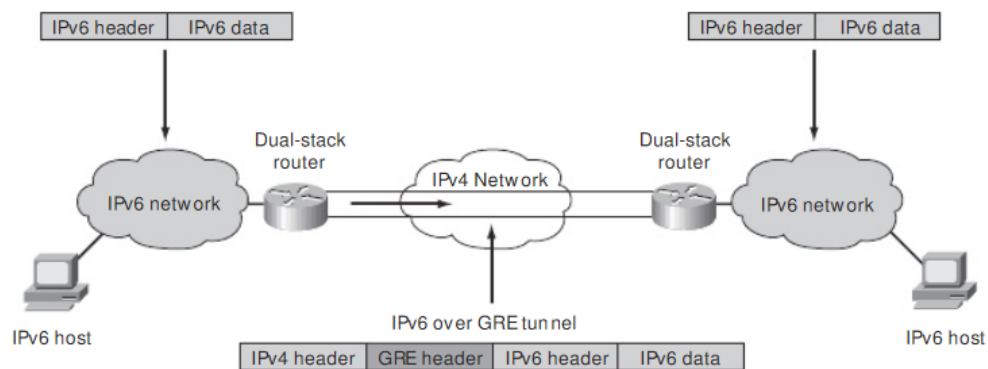 IPv6 header IPv6 data
IPv6 header IPv6 data
Dual-stack
router
Dual-stack
router
IPv6 network
IPv4 Network
IPv6 network
IPv6 host
IPv6 over GRE tunnel
IPv6 host
IPv4 header GRE header IPv6 header IPv6 data